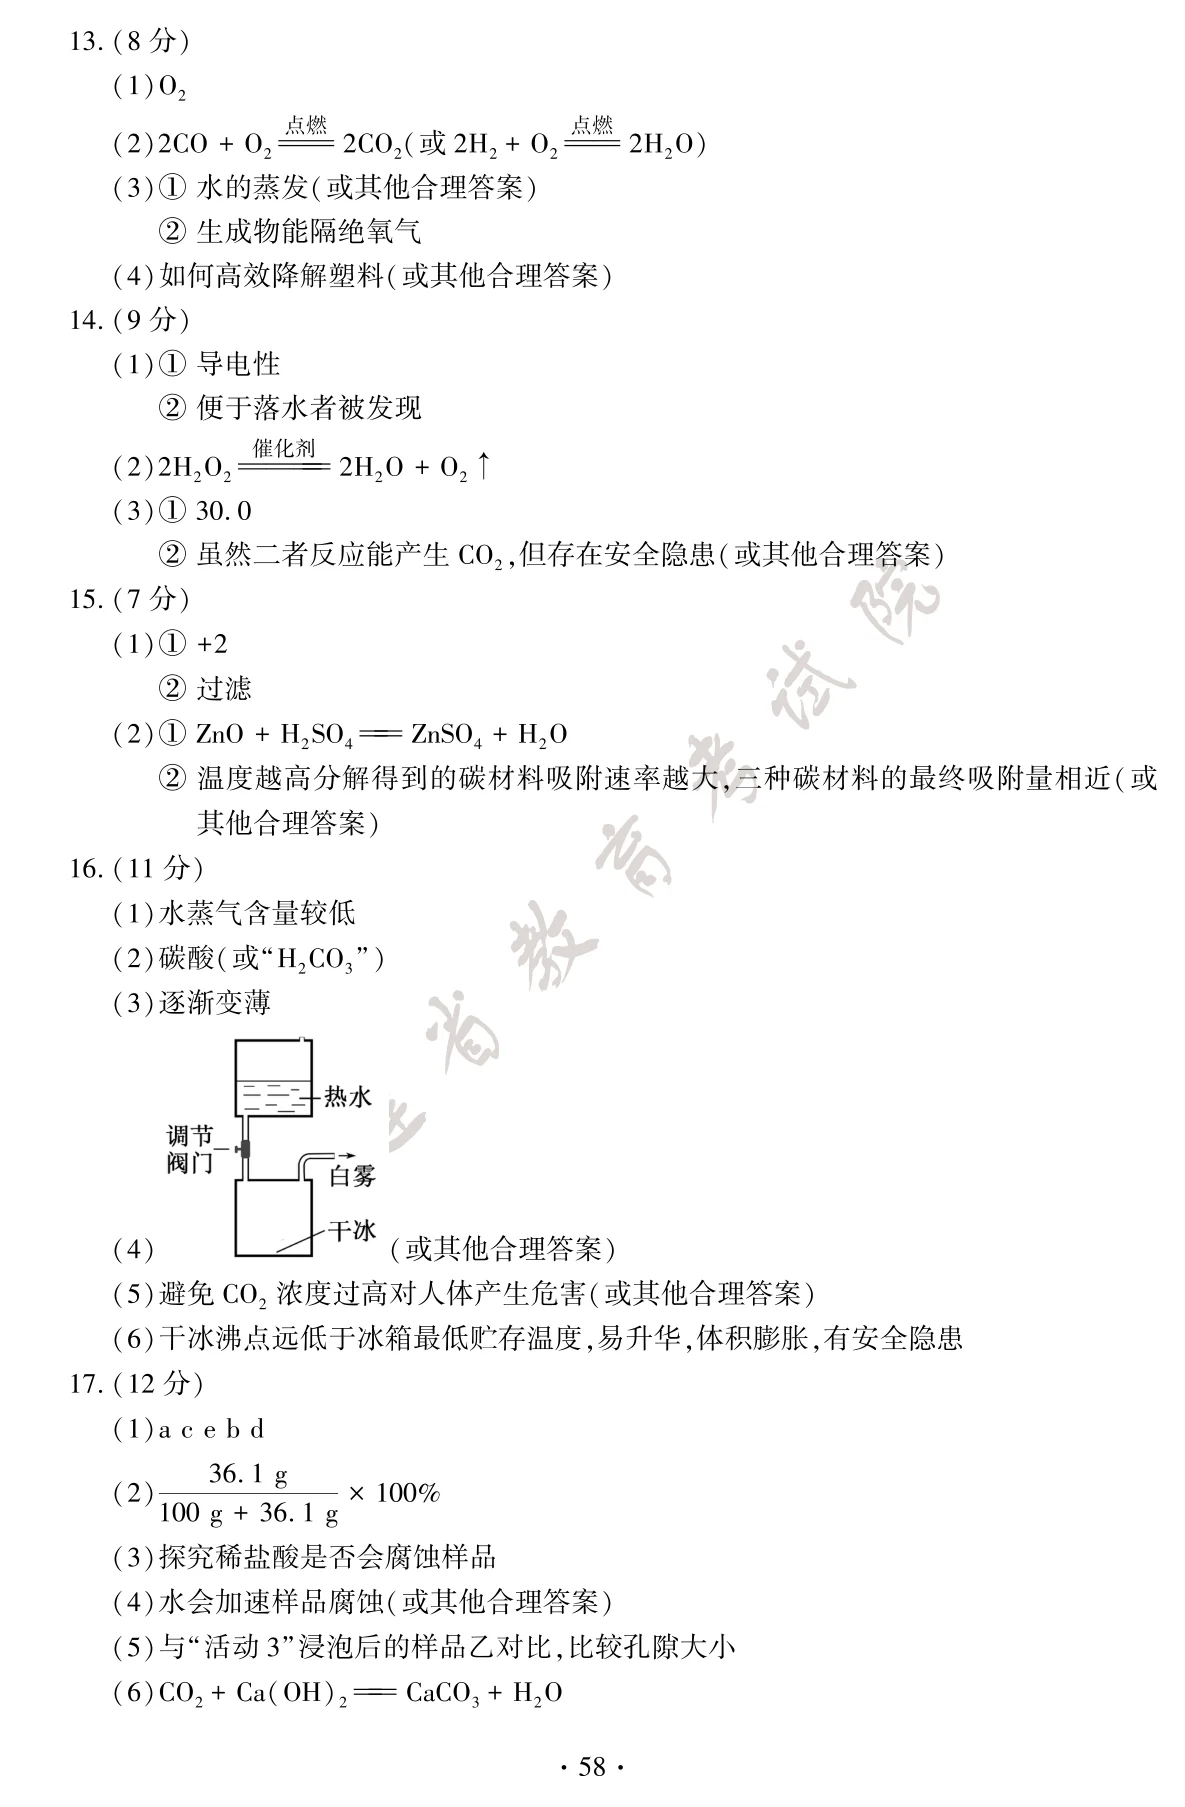 13. (8 分)
(1)O₂
(2)2CO + O₂ 点燃═ 2CO₂(或 2H₂ + O₂ 点燃═ 2H₂O)
(3)① 水的蒸发(或其他合理答案)
② 生成物能隔绝氧气
(4)如何高效降解塑料(或其他合理答案)
14. (9 分)
(1)① 导电性
② 便于落水者被发现
(2)2H₂O₂ 催化剂═ 2H₂O + O₂↑
(3)① 30.0
② 虽然二者反应能产生 CO₂,但存在安全隐患(或其他合理答案)
15. (7 分)
(1)① +2
② 过滤
(2)① ZnO + H₂SO₄ ═ ZnSO₄ + H₂O
② 温度越高分解得到的碳材料吸附速率越大,三种碳材料的最终吸附量相近(或
其他合理答案)
16. (11 分)
(1)水蒸气含量较低
(2)碳酸(或“H₂CO₃”)
(3)逐渐变薄
热水
调节
阀门
白雾
干冰
(4) (或其他合理答案)
(5)避免 CO₂ 浓度过高对人体产生危害(或其他合理答案)
(6)干冰沸点远低于冰箱最低贮存温度,易升华,体积膨胀,有安全隐患
17. (12 分)
(1)a c e b d
(2) 36.1 g / 100 g + 36.1 g × 100%
(3)探究稀盐酸是否会腐蚀样品
(4)水会加速样品腐蚀(或其他合理答案)
(5)与“活动 3”浸泡后的样品乙对比,比较孔隙大小
(6)CO₂ + Ca(OH)₂ ═ CaCO₃ + H₂O
· 58 ·
省教育考试院